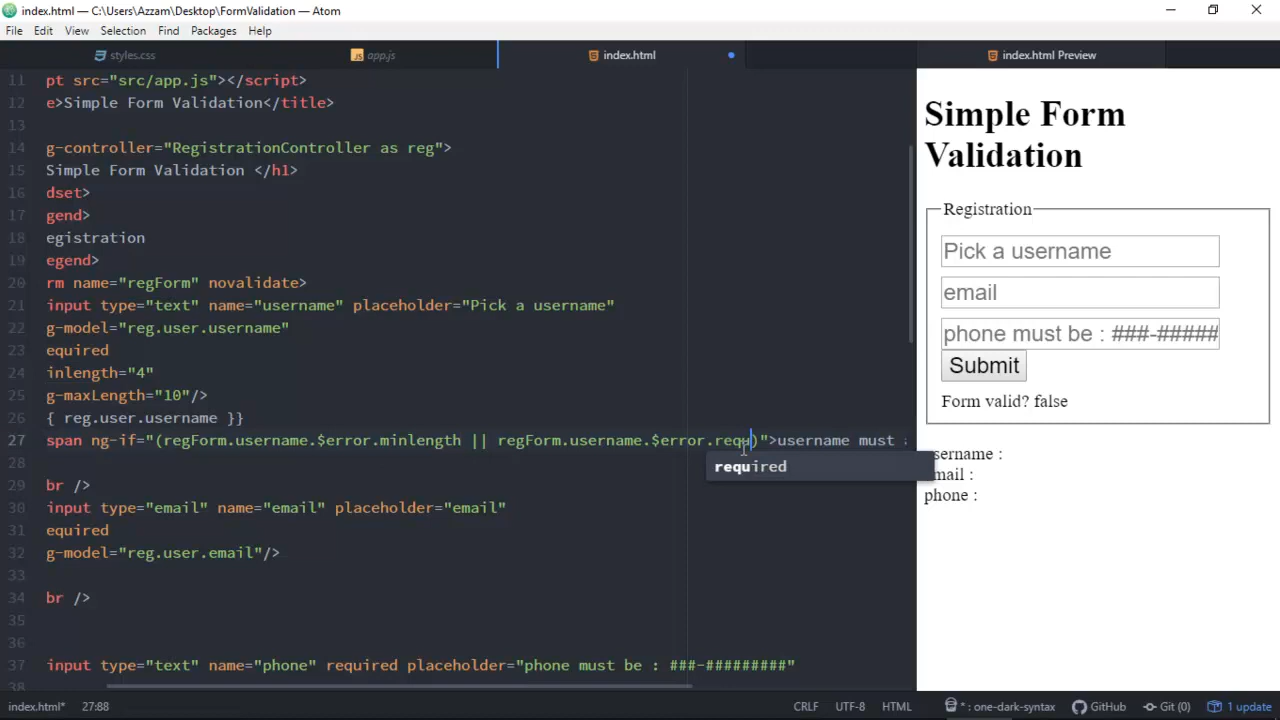 index.html — C:\Users\Azzam\Desktop\FormValidation — Atom
File Edit View Selection Find Packages Help
styles.css app.js index.html index.html Preview
11 pt src="src/app.js"></script>
12 e>Simple Form Validation</title>
13
14 g-controller="RegistrationController as reg">
15 Simple Form Validation </h1>
16 dset>
17 gend>
18 egistration
19 egend>
20 rm name="regForm" novalidate>
21 input type="text" name="username" placeholder="Pick a username"
22 g-model="reg.user.username"
23 equired
24 inlength="4"
25 g-maxLength="10"/>
26 { reg.user.username }}
27 span ng-if="(regForm.username.$error.minlength || regForm.username.$error.requ)">username must
required
28
29 br />
30 input type="email" name="email" placeholder="email"
31 equired
32 g-model="reg.user.email"/>
33
34 br />
35
36
37 input type="text" name="phone" required placeholder="phone must be : ###-#########"
38
Simple Form
Validation
Registration
Pick a username
email
phone must be : ###-#####
Submit
Form valid? false
sername :
mail :
phone :
index.html* 27:88 CRLF UTF-8 HTML * : one-dark-syntax GitHub Git (0) 1 update